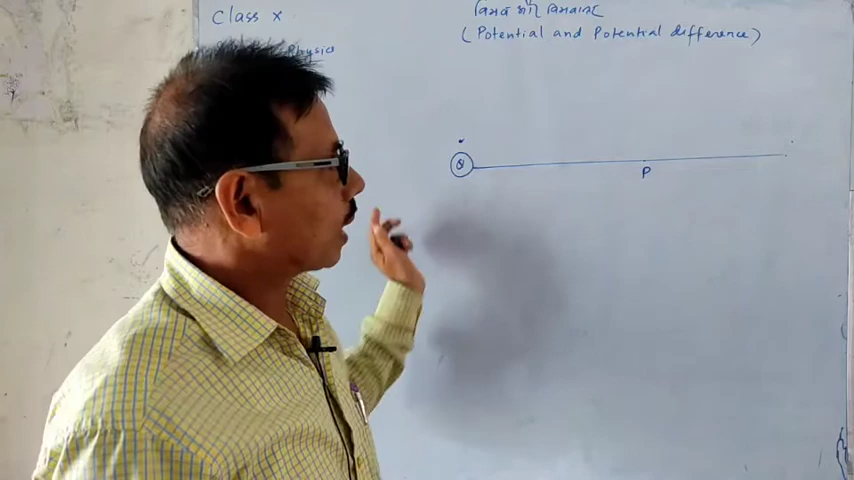 Class X
Physics
विभव और विभवान्तर
(Potential and Potential difference)
Q
P